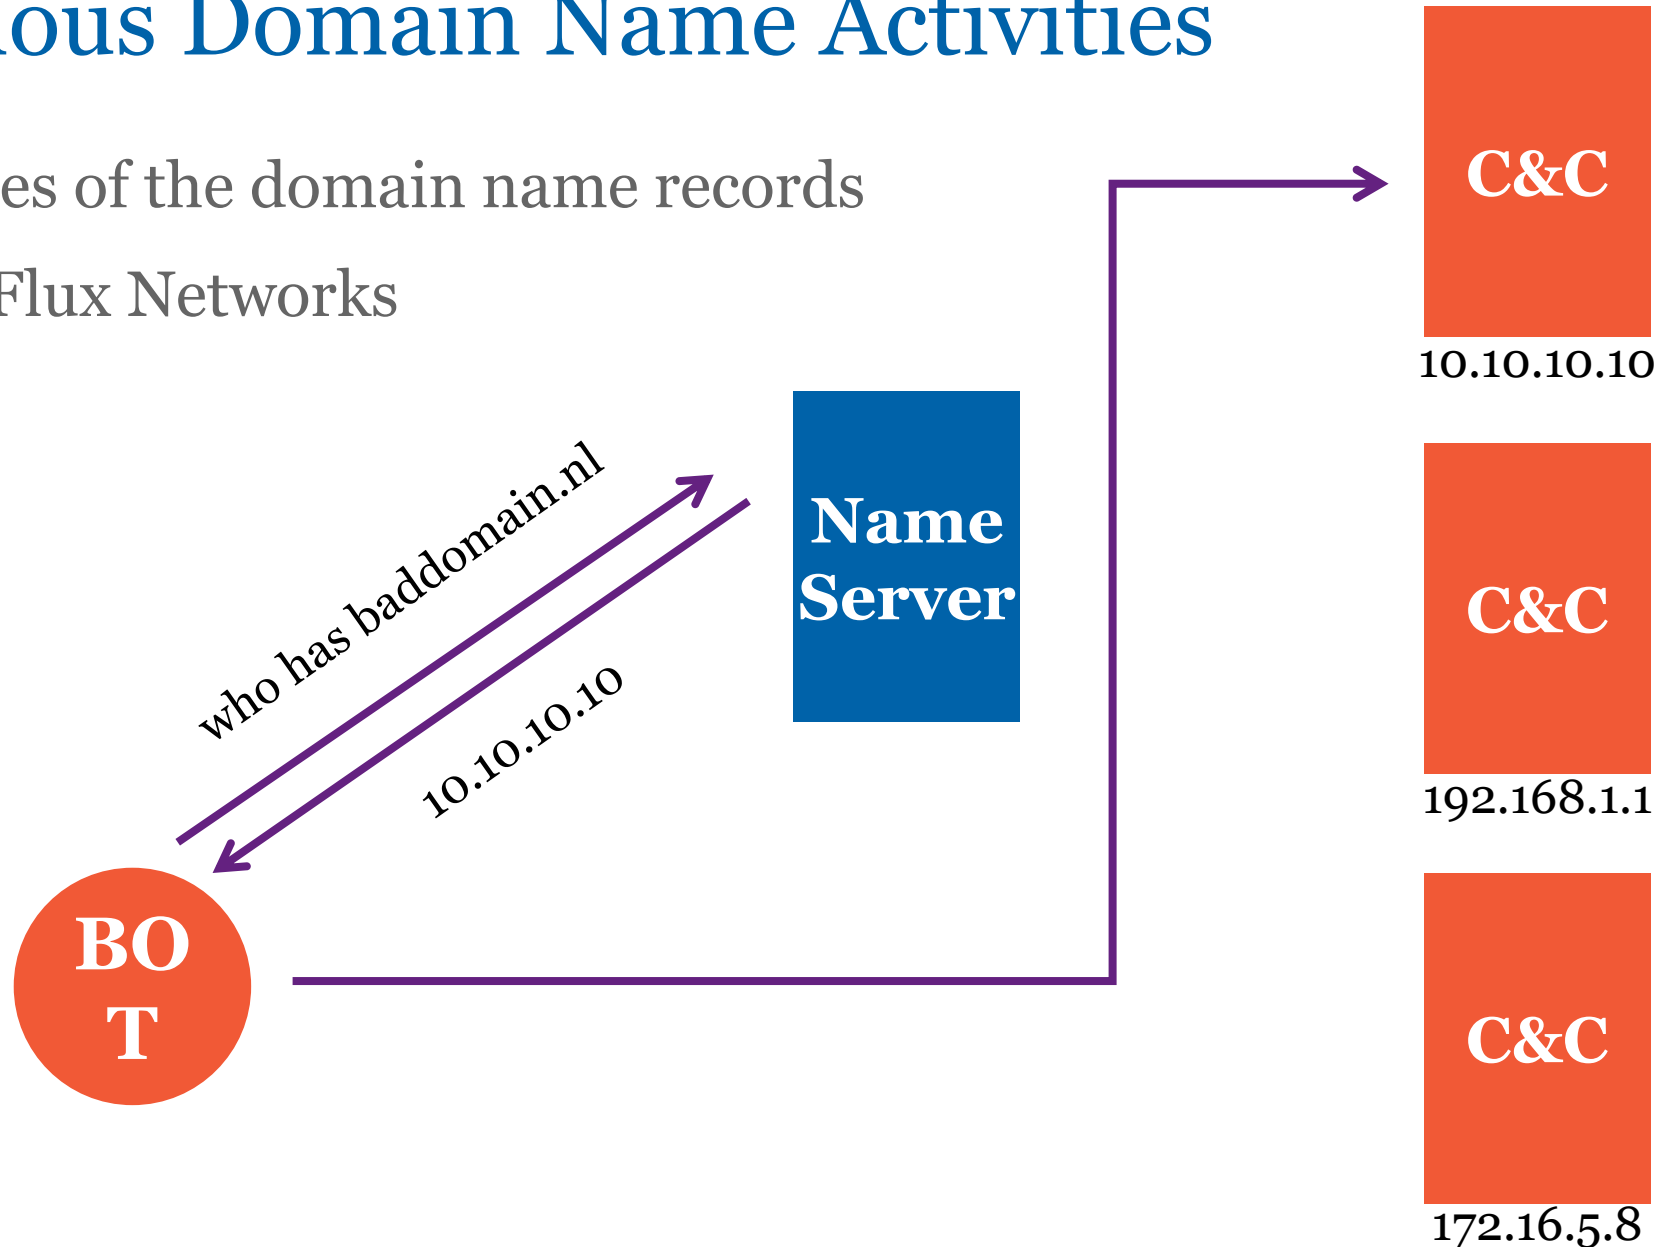 ious Domain Name Activities
es of the domain name records
Flux Networks
C&C
10.10.10.10
Name
Server
who has baddomain.nl
10.10.10.10
C&C
192.168.1.1
BO
T
C&C
172.16.5.8